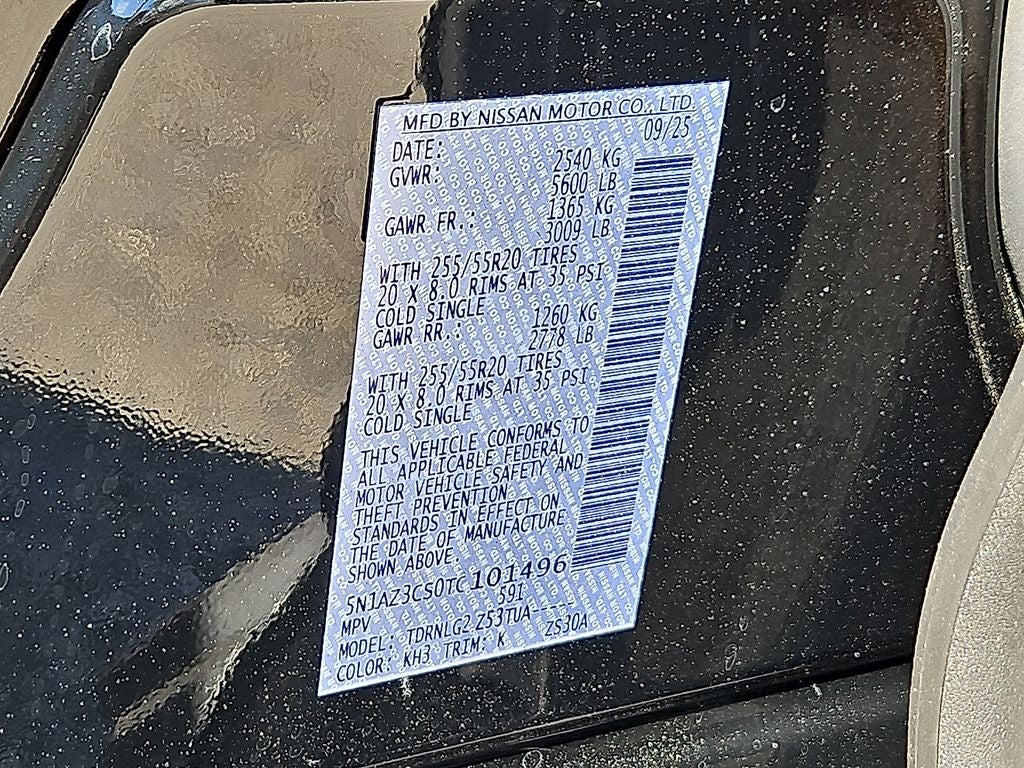 MFD BY NISSAN MOTOR CO., LTD.
DATE: 09/25
GVWR: 2540 KG
5600 LB
GAWR FR.: 1365 KG
3009 LB
WITH 255/55R20 TIRES
20 X 8.0 RIMS AT 35 PSI
COLD SINGLE
GAWR RR.: 1260 KG
2778 LB
WITH 255/55R20 TIRES
20 X 8.0 RIMS AT 35 PSI
COLD SINGLE
THIS VEHICLE CONFORMS TO
ALL APPLICABLE FEDERAL
MOTOR VEHICLE SAFETY AND
THEFT PREVENTION
STANDARDS IN EFFECT ON
THE DATE OF MANUFACTURE
SHOWN ABOVE
5N1AZ3CS0TC101496
MPV 591
MODEL: TDRNLG2 Z53TUA----
COLOR: KH3 TRIM: K ZS30A